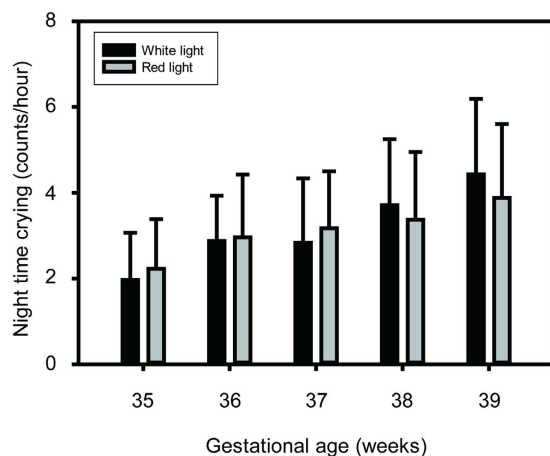 8
White light
Red light
6
4
2
0
Night time crying (counts/hour)
35 36 37 38 39
Gestational age (weeks)